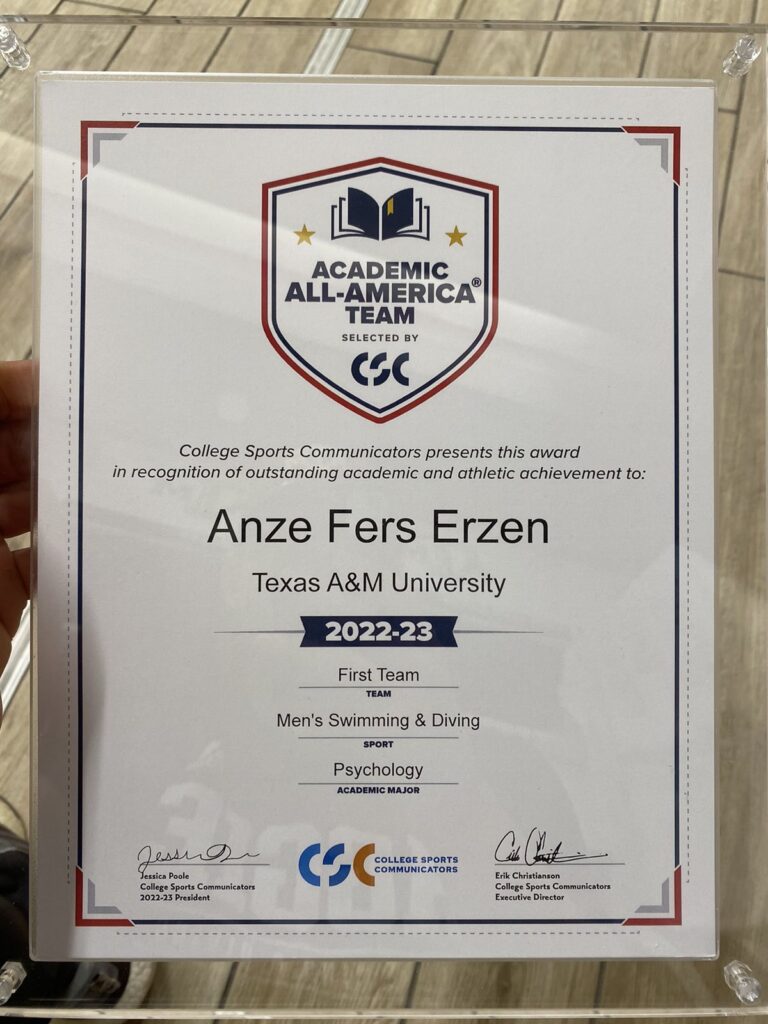 ACADEMIC
ALL-AMERICA®
TEAM
SELECTED BY
CSC
College Sports Communicators presents this award
in recognition of outstanding academic and athletic achievement to:
Anze Fers Erzen
Texas A&M University
2022-23
First Team
TEAM
Men's Swimming & Diving
SPORT
Psychology
ACADEMIC MAJOR
Jessica Poole
College Sports Communicators
2022-23 President
CSC COLLEGE SPORTS
COMMUNICATORS
Erik Christianson
College Sports Communicators
Executive Director